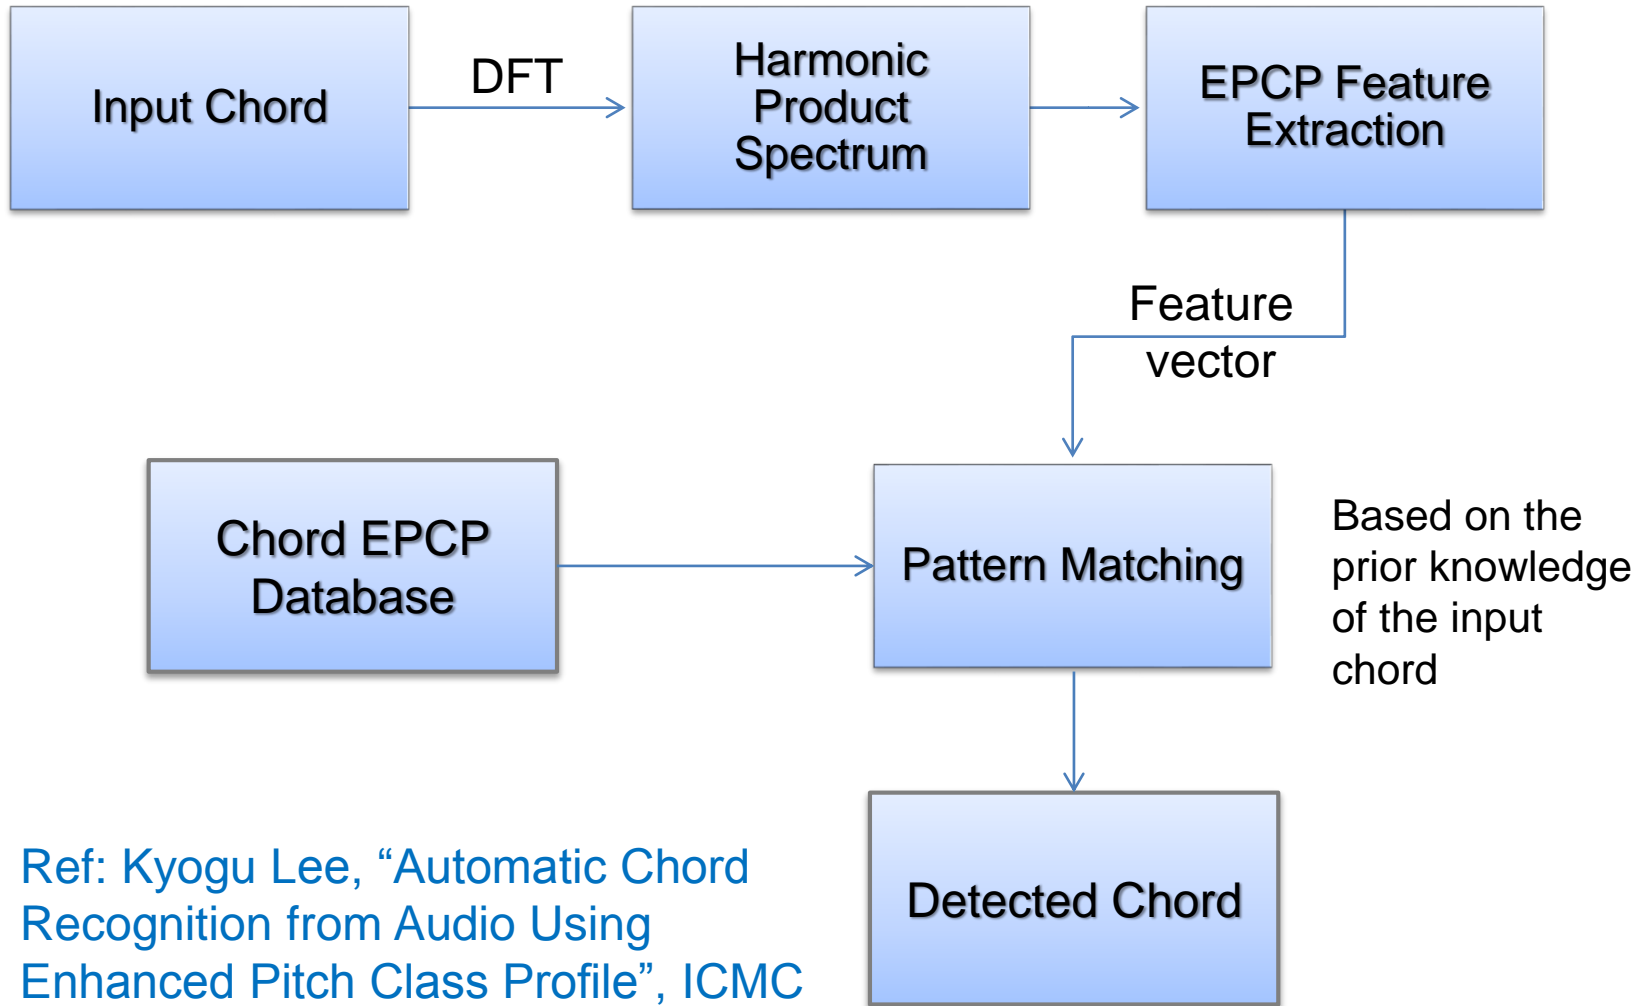 Input Chord
DFT
Harmonic
Product
Spectrum
EPCP Feature
Extraction
Feature
vector
Chord EPCP
Database
Pattern Matching
Based on the
prior knowledge
of the input
chord
Detected Chord
Ref: Kyogu Lee, “Automatic Chord
Recognition from Audio Using
Enhanced Pitch Class Profile”, ICMC